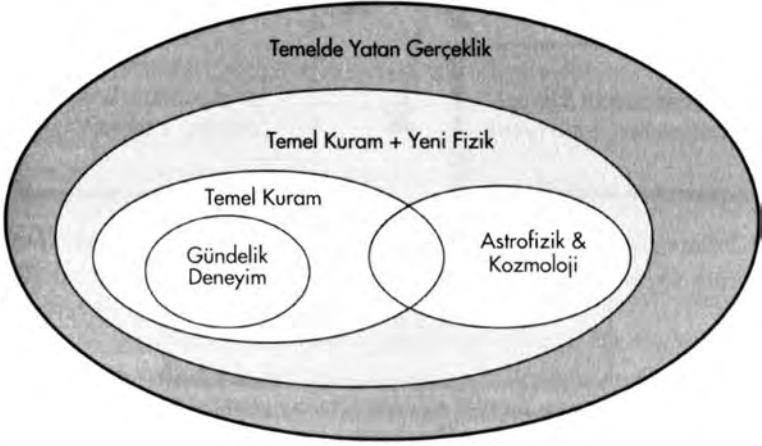 Temelde Yatan Gerçeklik
Temel Kuram + Yeni Fizik
Temel Kuram
Gündelik
Deneyim
Astrofizik &
Kozmoloji